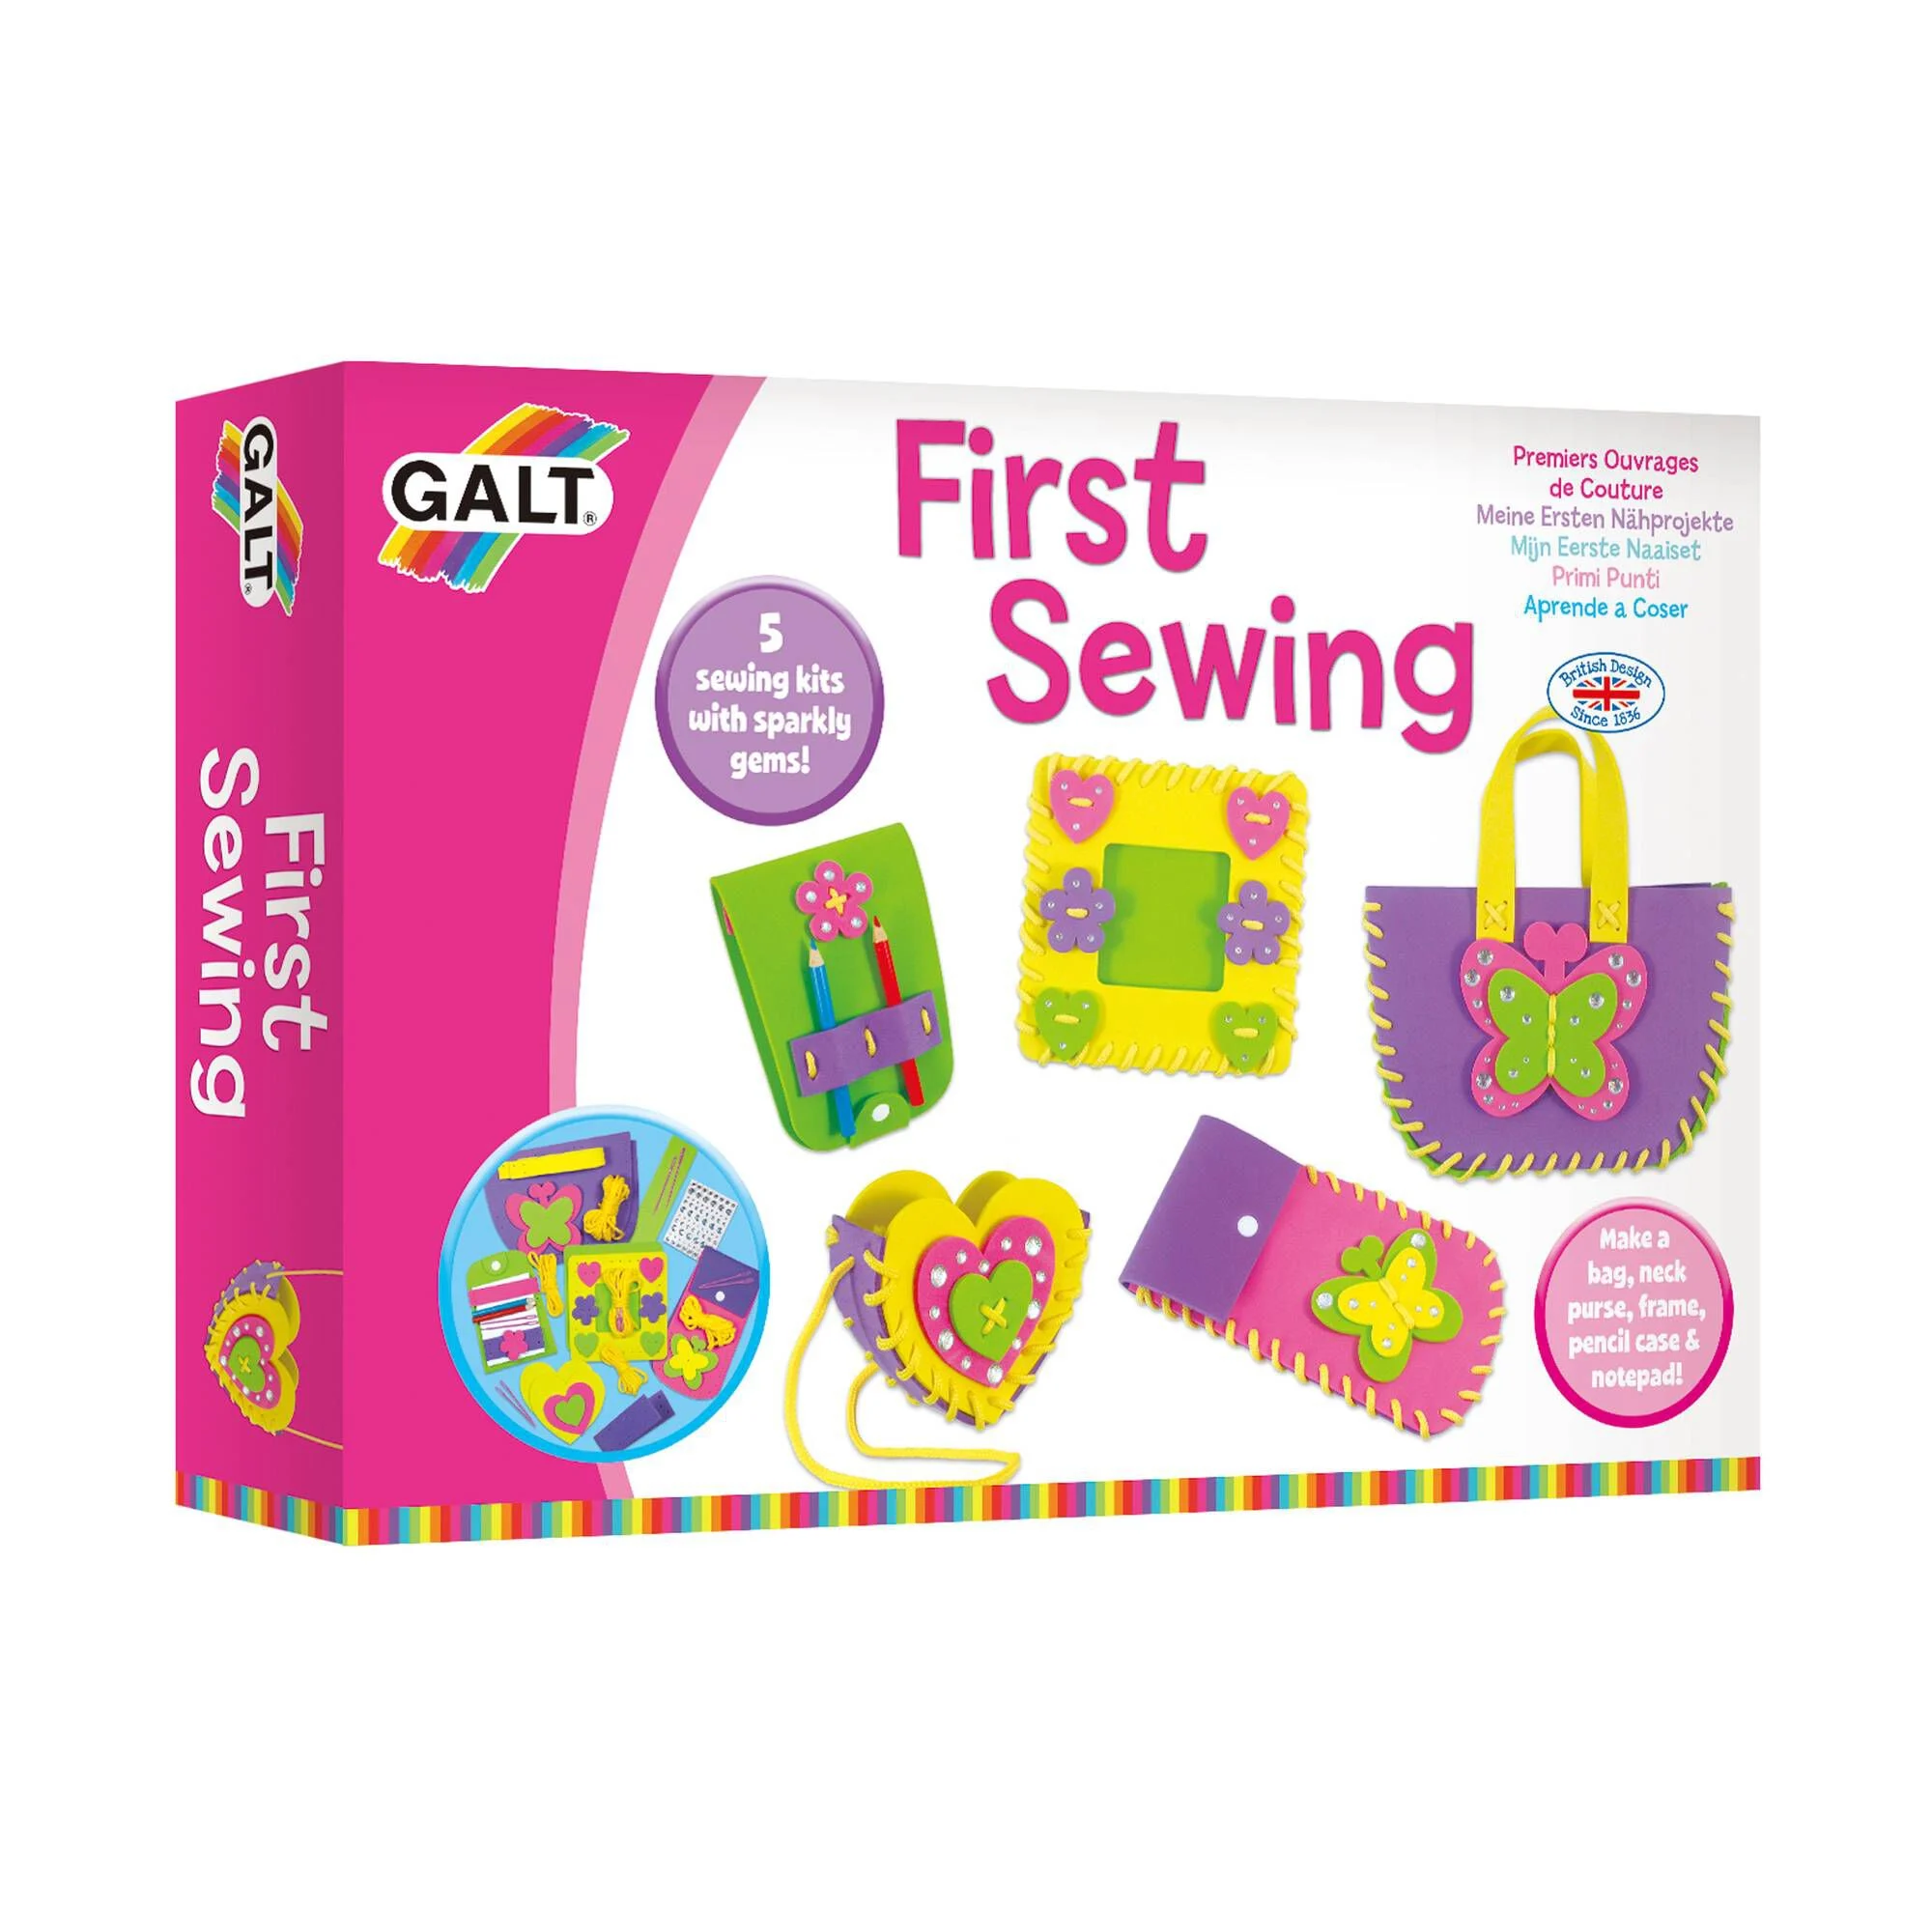 GALT®
First
Sewing
GALT®
First
Sewing
Premiers Ouvrages
de Couture
Meine Ersten Nähprojekte
Mijn Eerste Naaiset
Primi Punti
Aprende a Coser
British Design
Since 1836
5
sewing kits
with sparkly
gems!
Make a
bag, neck
purse, frame,
pencil case &
notepad!